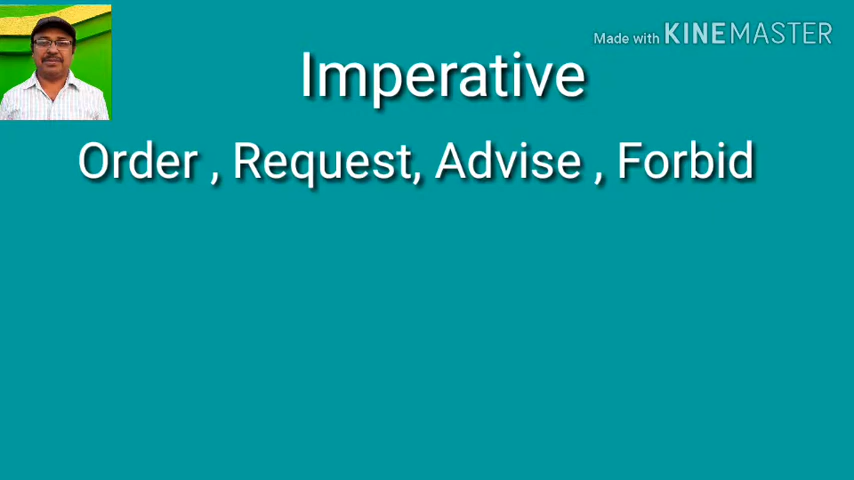 Made with KINEMASTER
Imperative
Order , Request, Advise , Forbid